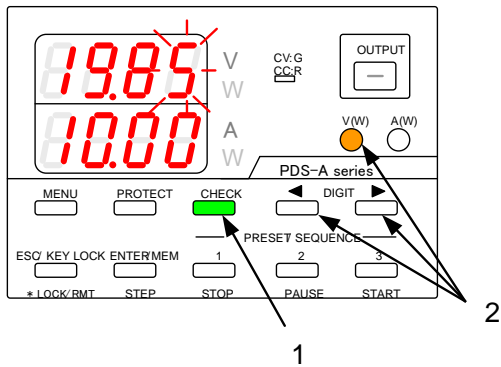 19.85 V
W
CV:G
CC:R
OUTPUT
10.00 A
W
V(W) A(W)
PDS-A series
MENU PROTECT CHECK ◀ DIGIT ▶
PRESET/ SEQUENCE
ESC/ KEY LOCK ENTER/MEM 1 2 3
* LOCK/RMT STEP STOP PAUSE START
1
2